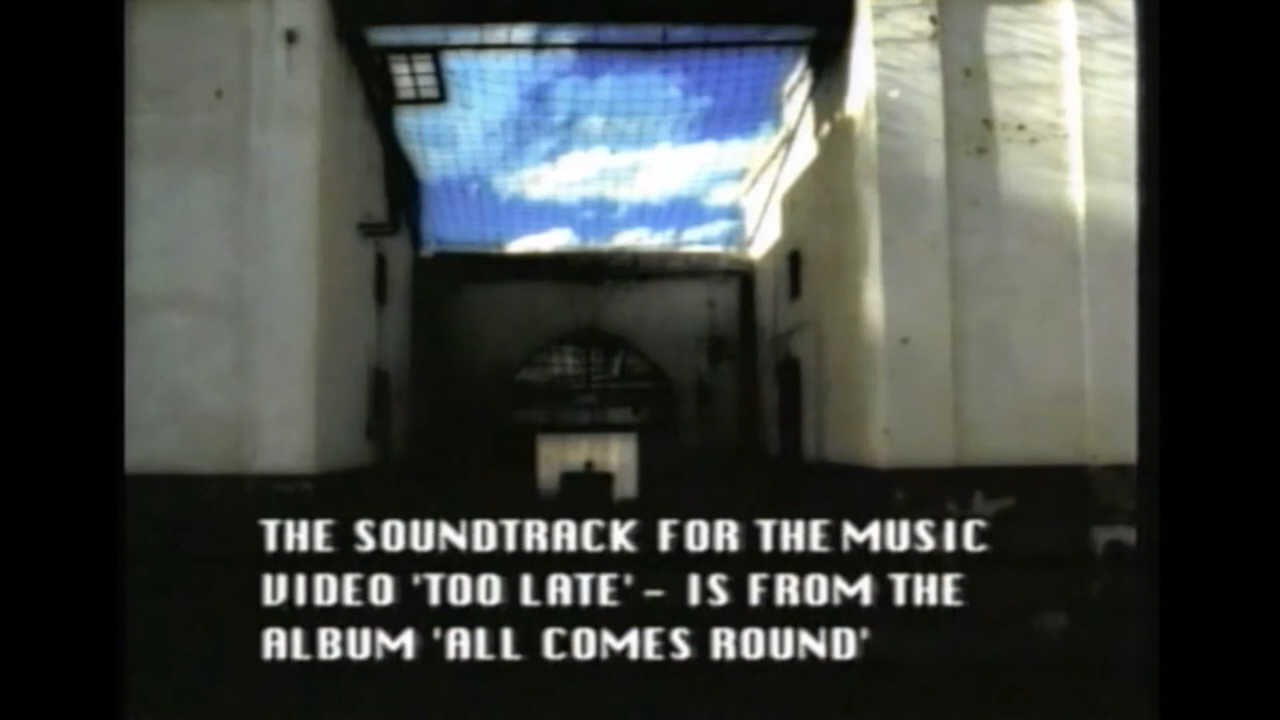 THE SOUNDTRACK FOR THE MUSIC
VIDEO 'TOO LATE' - IS FROM THE
ALBUM 'ALL COMES ROUND'